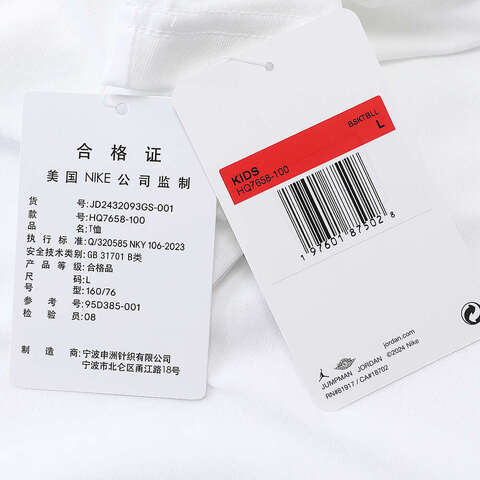 合格证
美国 NIKE 公司监制
货号:JD2432093GS-001
款号:HQ7658-100
品名:T恤
执行标准:Q/320585 NKY 106-2023
安全技术类别:GB 31701 B类
产品等级:合格品
尺码:L
号型:160/76
参考号:95D385-001
检验员:08
制造商:宁波申洲针织有限公司
宁波市北仑区甬江路18号
BSKTBLL
L
KIDS
HQ7658-100
1 97601 87502 8
jordan.com
JUMPMAN JORDAN ©2024 Nike
RN#81917 / CA#18702